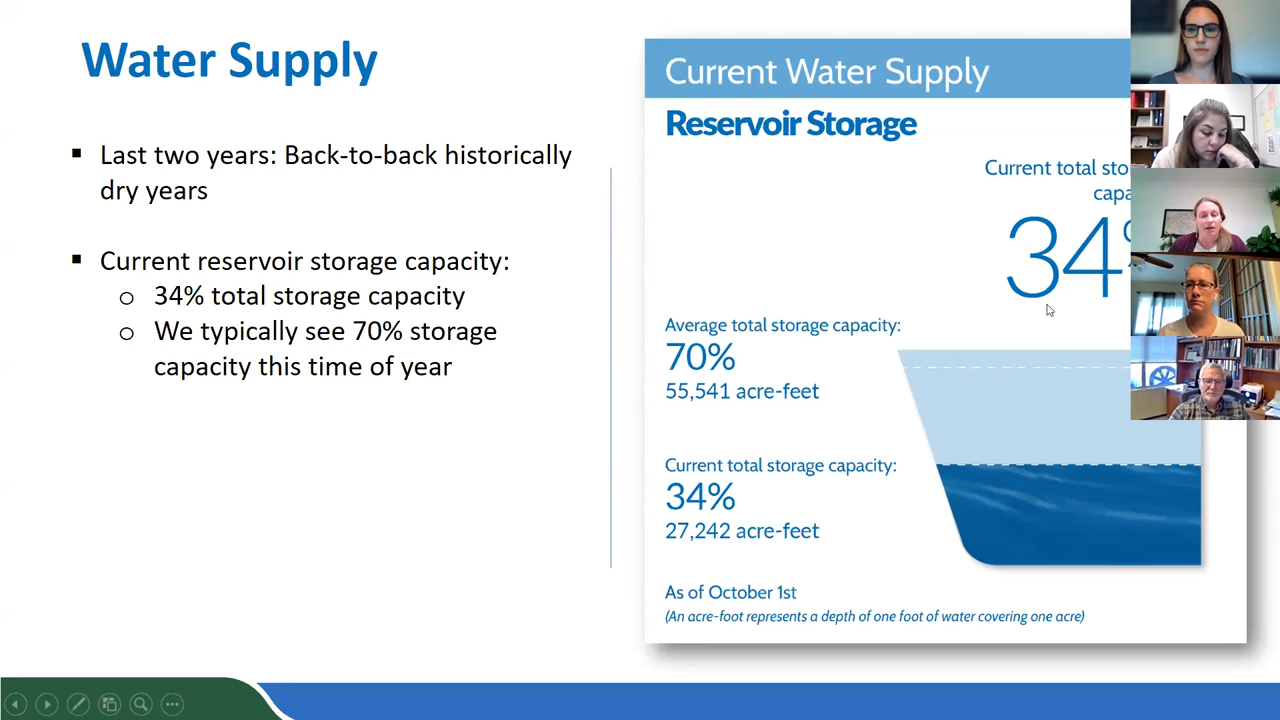 Water Supply
▪ Last two years: Back-to-back historically
dry years
▪ Current reservoir storage capacity:
o 34% total storage capacity
o We typically see 70% storage
capacity this time of year
Current Water Supply
Reservoir Storage
Current total
34
Average total storage capacity:
70%
55,541 acre-feet
Current total storage capacity:
34%
27,242 acre-feet
As of October 1st
(An acre-foot represents a depth of one foot of water covering one acre)